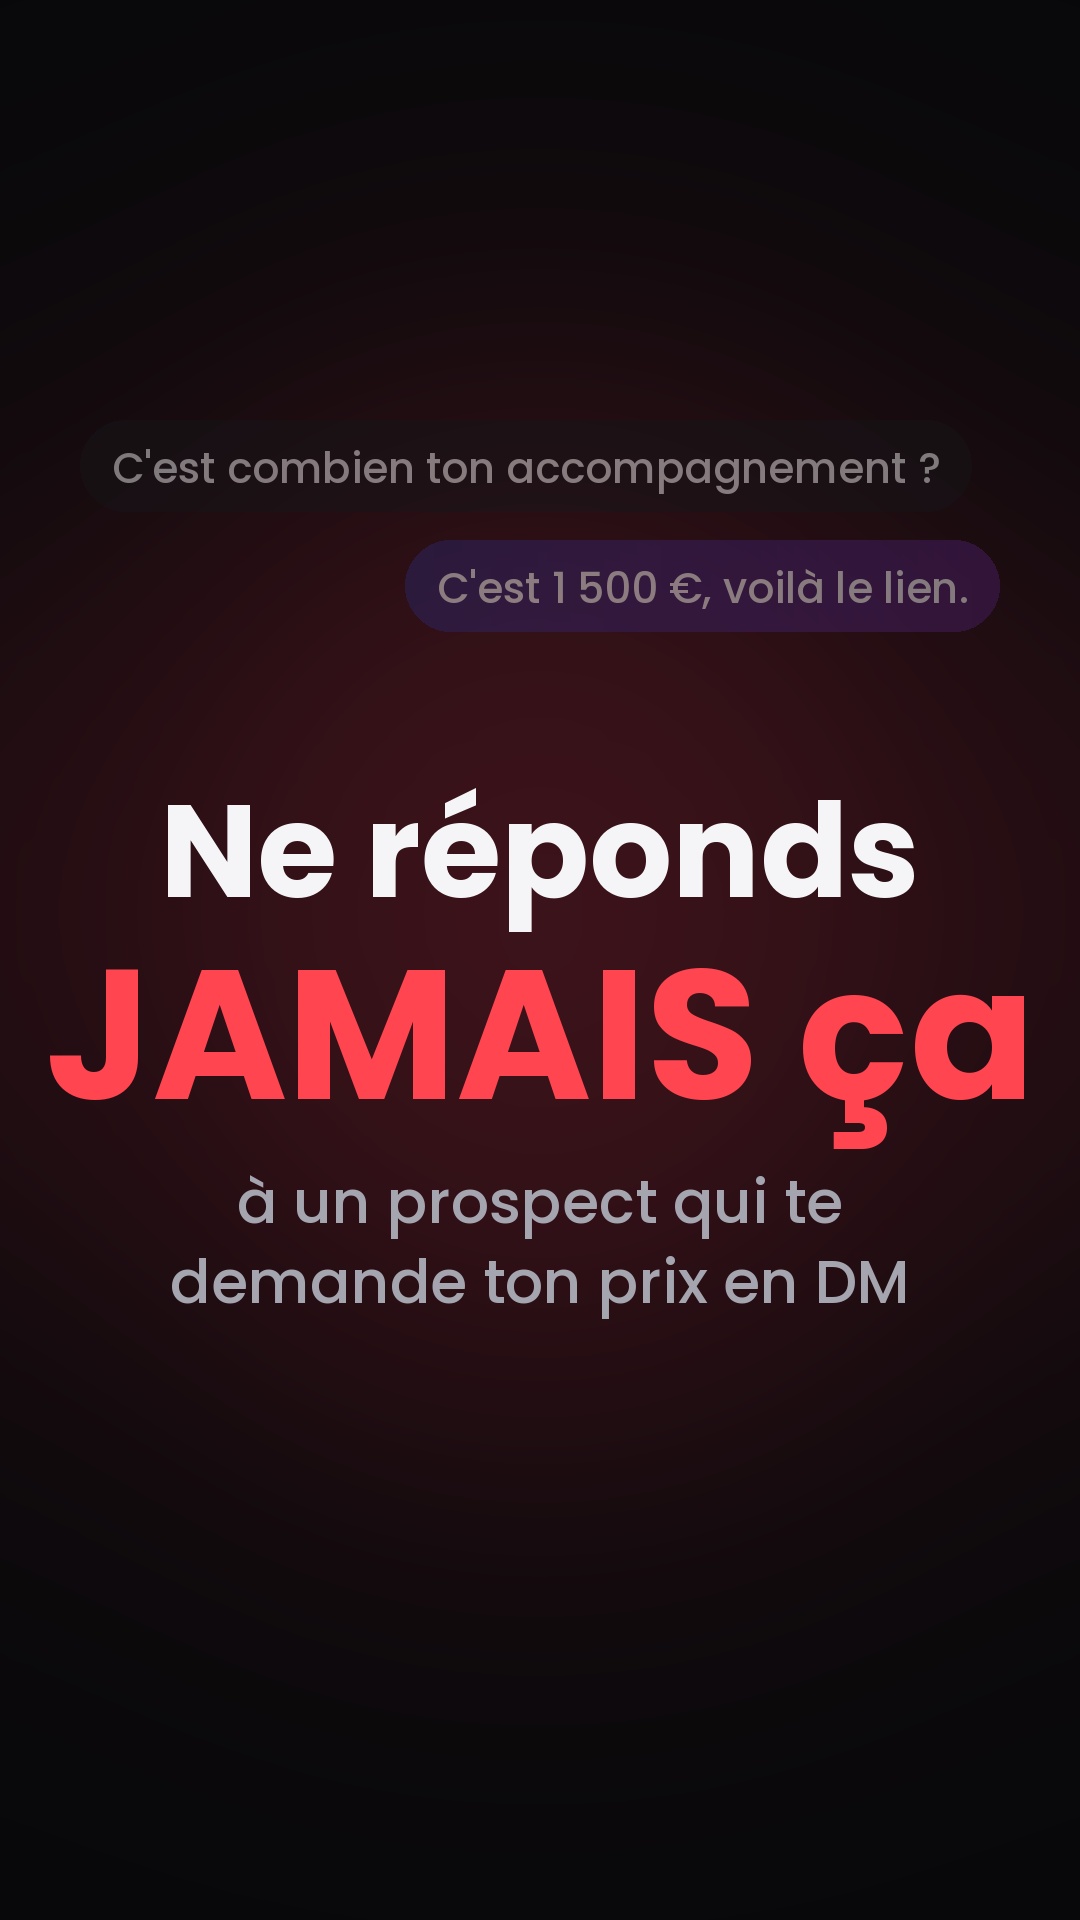 C'est combien ton accompagnement ?
C'est 1 500 €, voilà le lien.
Ne réponds
JAMAIS ça
à un prospect qui te
demande ton prix en DM